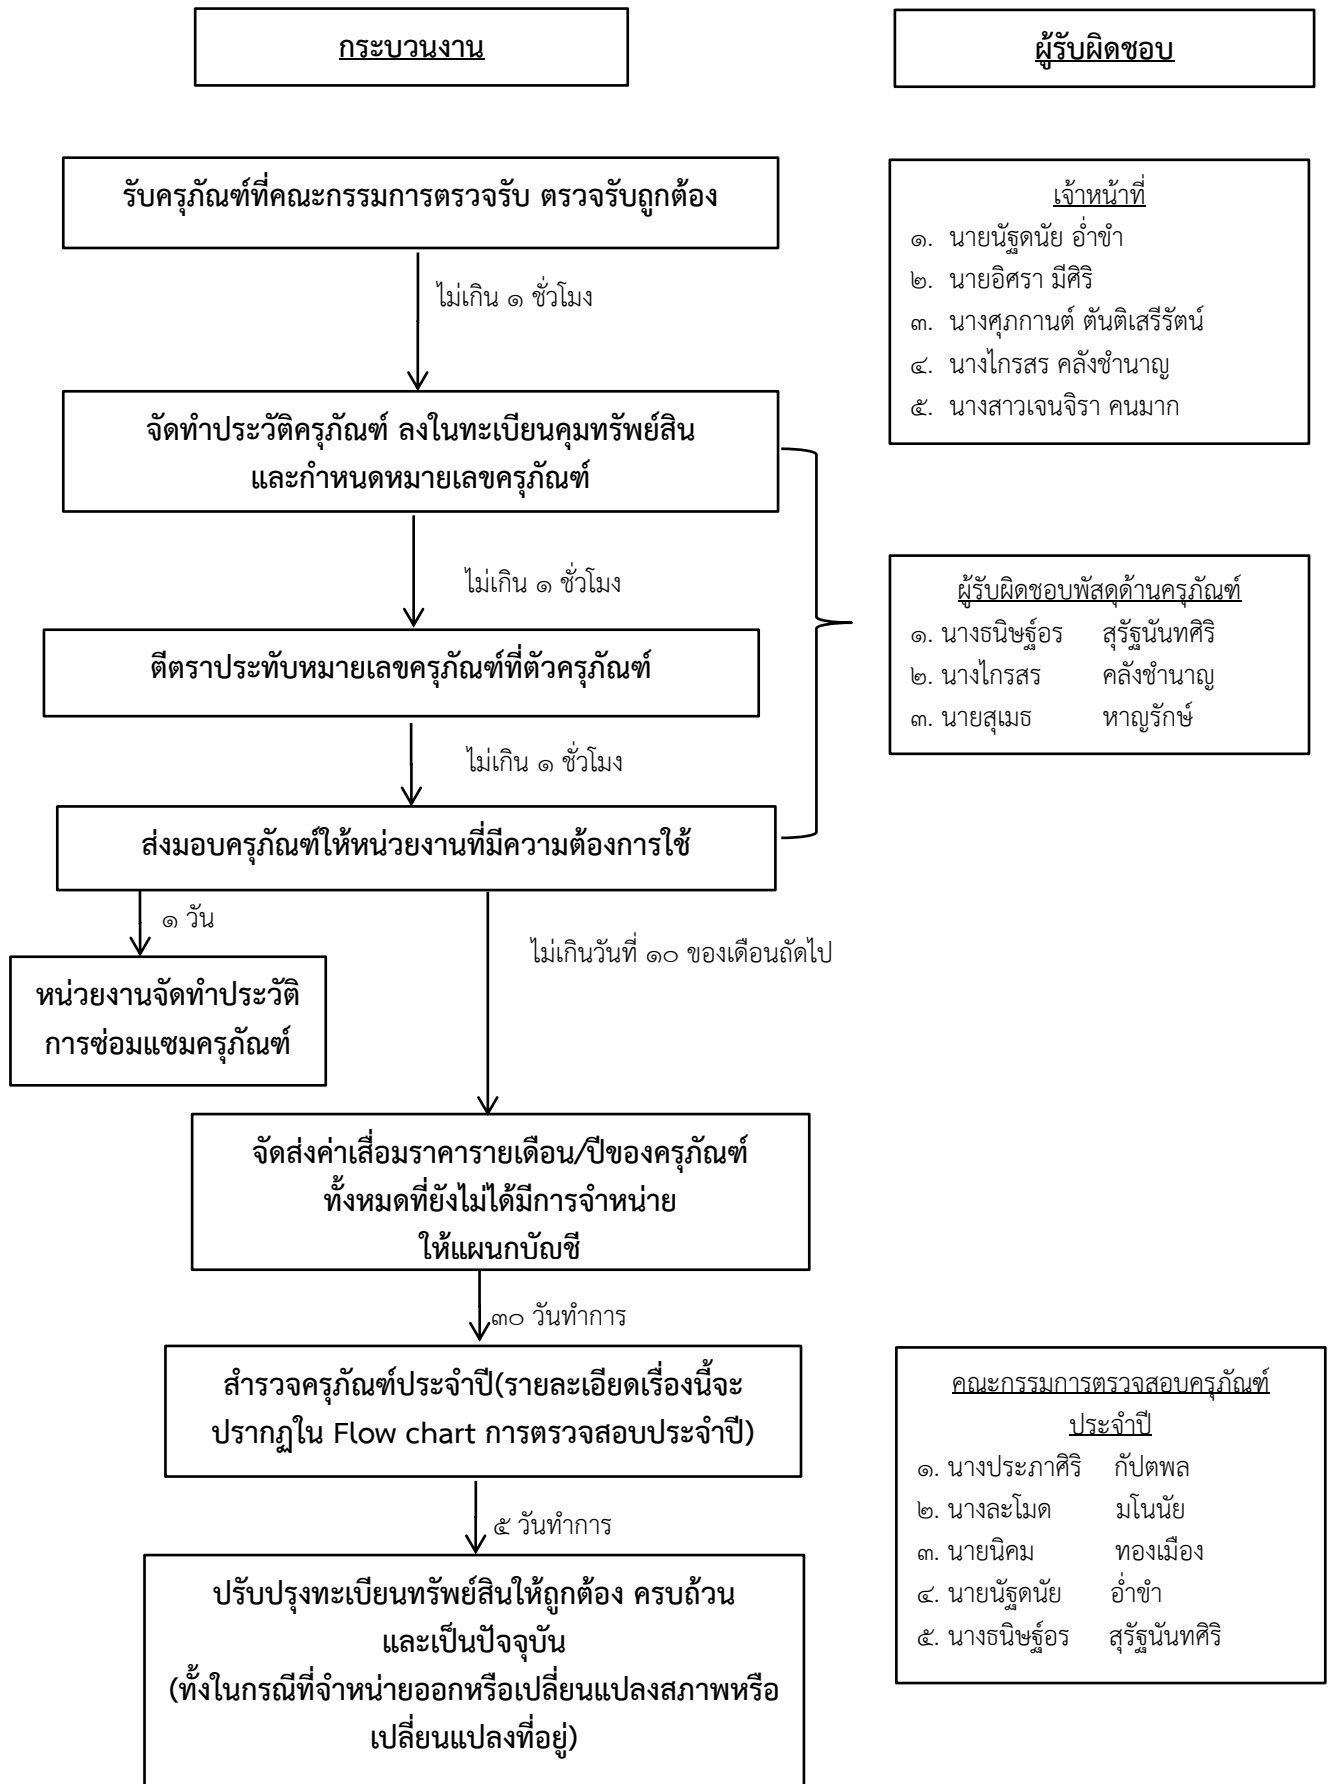 กระบวนงาน
ผู้รับผิดชอบ
รับครุภัณฑ์ที่คณะกรรมการตรวจรับ ตรวจรับถูกต้อง
เจ้าหน้าที่
๑. นายนัฐดนัย อ่ำขำ
๒. นายอิศรา มีศิริ
๓. นางศุภกานต์ ตันติเสรีรัตน์
๔. นางไกรสร คลังชำนาญ
๕. นางสาวเจนจิรา คนมาก
ไม่เกิน ๑ ชั่วโมง
จัดทำประวัติครุภัณฑ์ ลงในทะเบียนคุมทรัพย์สิน
และกำหนดหมายเลขครุภัณฑ์
ไม่เกิน ๑ ชั่วโมง
ผู้รับผิดชอบพัสดุด้านครุภัณฑ์
๑. นางธนิษฐ์อร สุรัฐนันทศิริ
๒. นางไกรสร คลังชำนาญ
๓. นายสุเมธ หาญรักษ์
ตีตราประทับหมายเลขครุภัณฑ์ที่ตัวครุภัณฑ์
ไม่เกิน ๑ ชั่วโมง
ส่งมอบครุภัณฑ์ให้หน่วยงานที่มีความต้องการใช้
๑ วัน
ไม่เกินวันที่ ๑๐ ของเดือนถัดไป
หน่วยงานจัดทำประวัติ
การซ่อมแซมครุภัณฑ์
จัดส่งค่าเสื่อมราคารายเดือน/ปีของครุภัณฑ์
ทั้งหมดที่ยังไม่ได้มีการจำหน่าย
ให้แผนกบัญชี
๓๐ วันทำการ
สำรวจครุภัณฑ์ประจำปี(รายละเอียดเรื่องนี้จะ
ปรากฏใน Flow chart การตรวจสอบประจำปี)
คณะกรรมการตรวจสอบครุภัณฑ์
ประจำปี
๑. นางประภาศิริ กัปตพล
๒. นางละโมด มโนนัย
๓. นายนิคม ทองเมือง
๔. นายนัฐดนัย อ่ำขำ
๕. นางธนิษฐ์อร สุรัฐนันทศิริ
๕ วันทำการ
ปรับปรุงทะเบียนทรัพย์สินให้ถูกต้อง ครบถ้วน
และเป็นปัจจุบัน
(ทั้งในกรณีที่จำหน่ายออกหรือเปลี่ยนแปลงสภาพหรือ
เปลี่ยนแปลงที่อยู่)